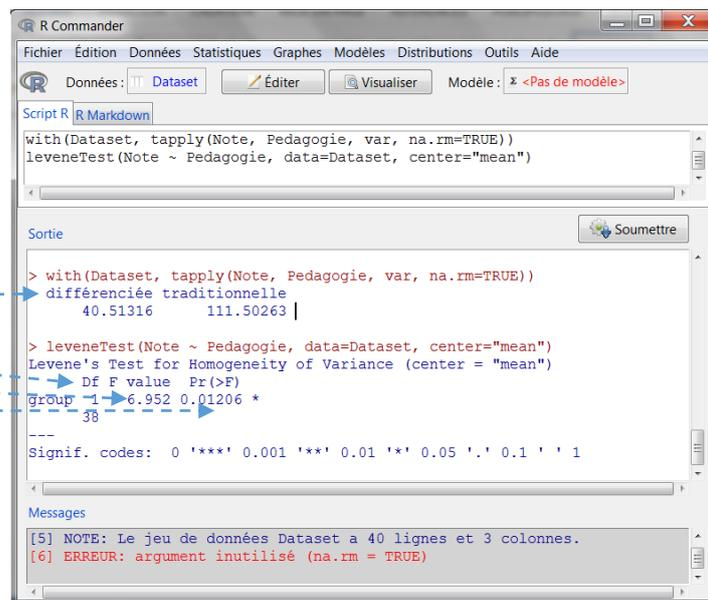 R Commander
Fichier Édition Données Statistiques Graphes Modèles Distributions Outils Aide
Données : Dataset Éditer Visualiser Modèle : Σ <Pas de modèle>
Script R R Markdown
with(Dataset, tapply(Note, Pedagogie, var, na.rm=TRUE))
leveneTest(Note ~ Pedagogie, data=Dataset, center="mean")
Sortie Soumettre
> with(Dataset, tapply(Note, Pedagogie, var, na.rm=TRUE))
différenciée traditionnelle
40.51316 111.50263
> leveneTest(Note ~ Pedagogie, data=Dataset, center="mean")
Levene's Test for Homogeneity of Variance (center = "mean")
Df F value Pr(>F)
group 1 6.952 0.01206 *
38
---
Signif. codes: 0 '***' 0.001 '**' 0.01 '*' 0.05 '.' 0.1 ' ' 1
Messages
[5] NOTE: Le jeu de données Dataset a 40 lignes et 3 colonnes.
[6] ERREUR: argument inutilisé (na.rm = TRUE)